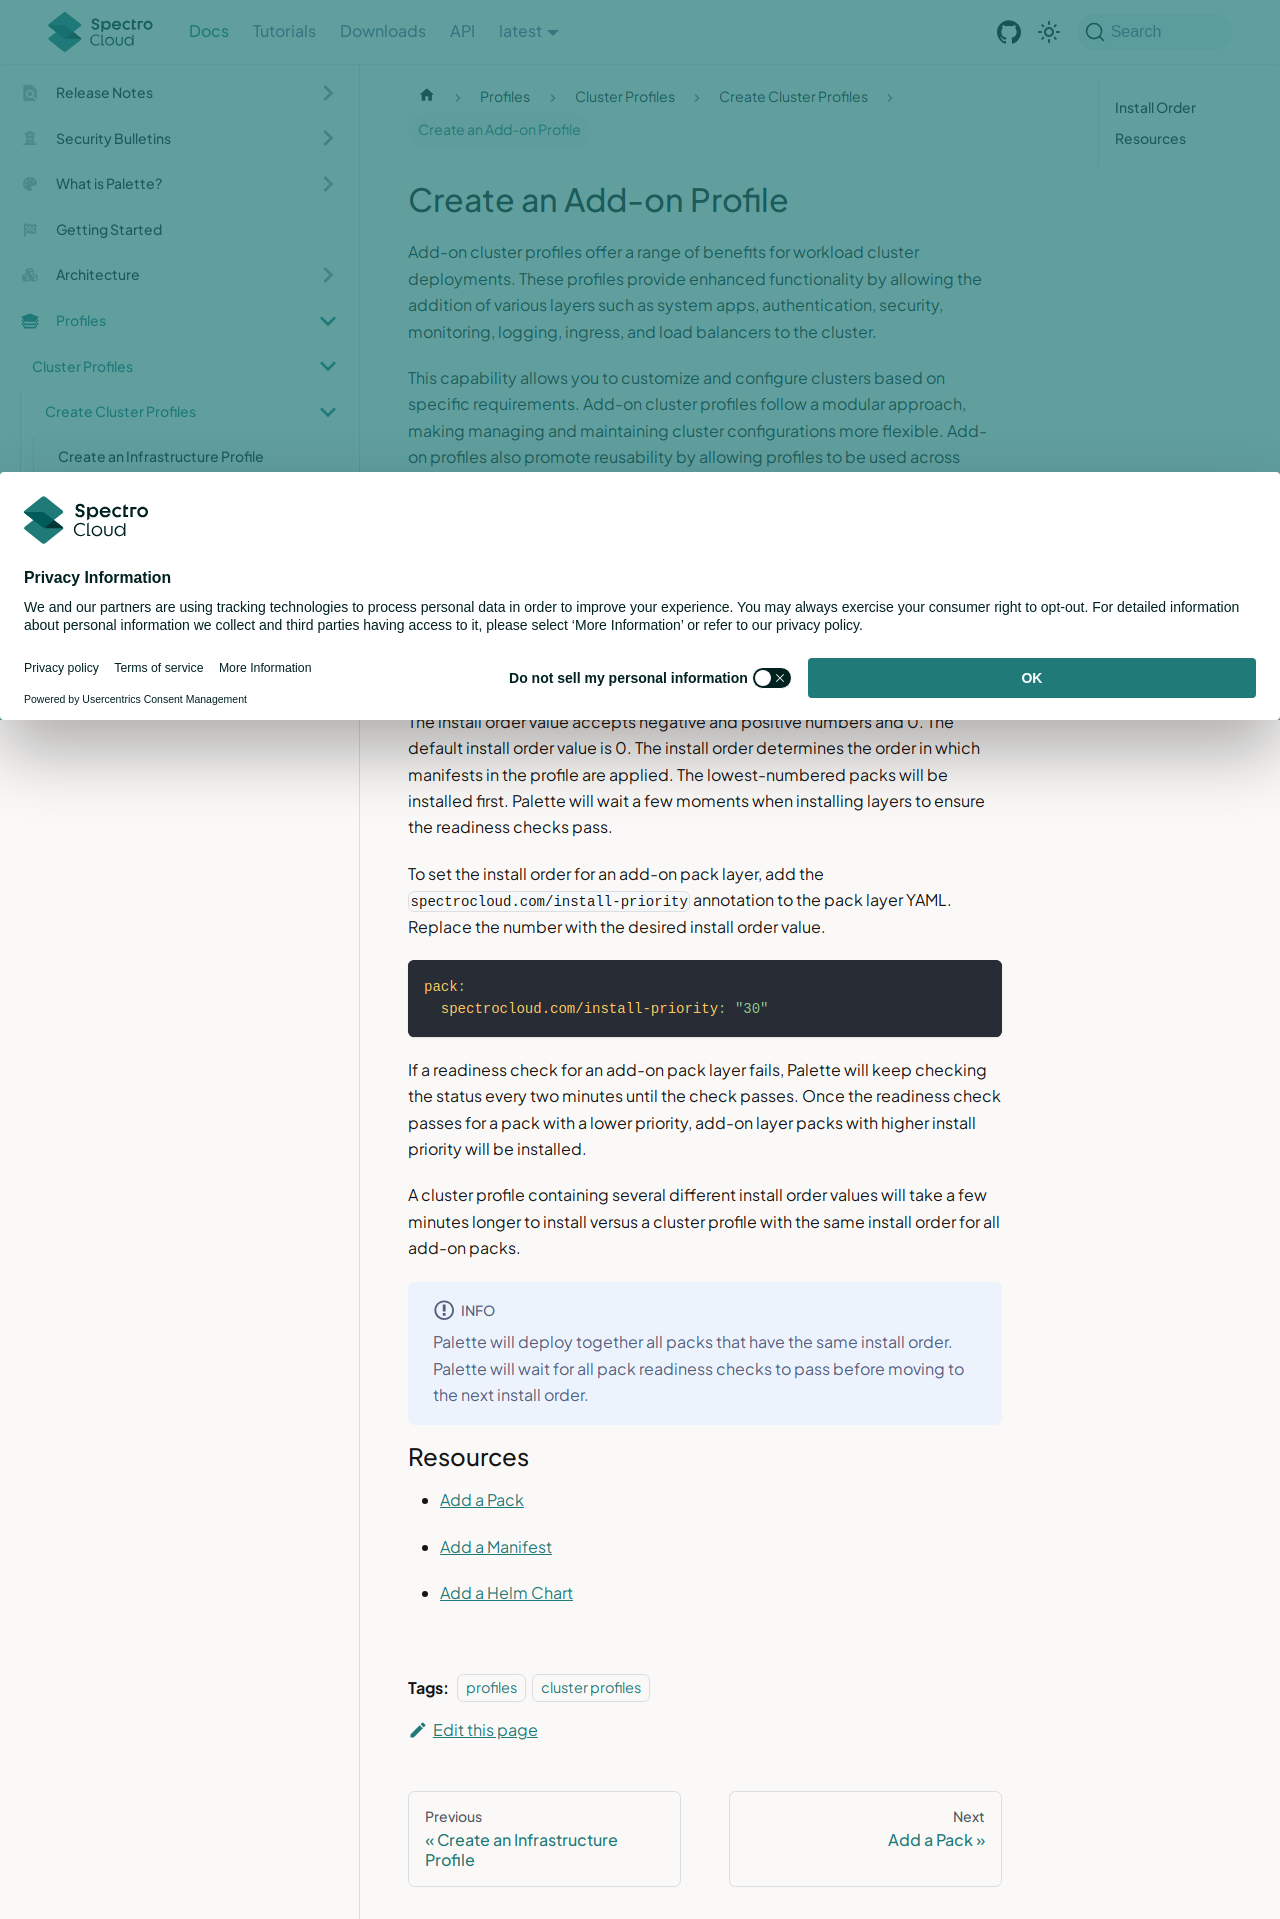 Spectro Cloud
Docs
Tutorials
Downloads
API
latest
Search
Release Notes
Security Bulletins
What is Palette?
Getting Started
Architecture
Profiles
Cluster Profiles
Create Cluster Profiles
Create an Infrastructure Profile
Profiles
Cluster Profiles
Create Cluster Profiles
Create an Add-on Profile
Install Order
Resources
Create an Add-on Profile
Add-on cluster profiles offer a range of benefits for workload cluster
deployments. These profiles provide enhanced functionality by allowing the
addition of various layers such as system apps, authentication, security,
monitoring, logging, ingress, and load balancers to the cluster.
This capability allows you to customize and configure clusters based on
specific requirements. Add-on cluster profiles follow a modular approach,
making managing and maintaining cluster configurations more flexible. Add-
on profiles also promote reusability by allowing profiles to be used across
Spectro
Cloud
Privacy Information
We and our partners are using tracking technologies to process personal data in order to improve your experience. You may always exercise your consumer right to opt-out. For detailed information
about personal information we collect and third parties having access to it, please select ‘More Information’ or refer to our privacy policy.
Privacy policy
Terms of service
More Information
Powered by Usercentrics Consent Management
Do not sell my personal information
OK
The install order value accepts negative and positive numbers and 0. The
default install order value is 0. The install order determines the order in which
manifests in the profile are applied. The lowest-numbered packs will be
installed first. Palette will wait a few moments when installing layers to ensure
the readiness checks pass.
To set the install order for an add-on pack layer, add the
spectrocloud.com/install-priority annotation to the pack layer YAML.
Replace the number with the desired install order value.
pack:
spectrocloud.com/install-priority: "30"
If a readiness check for an add-on pack layer fails, Palette will keep checking
the status every two minutes until the check passes. Once the readiness check
passes for a pack with a lower priority, add-on layer packs with higher install
priority will be installed.
A cluster profile containing several different install order values will take a few
minutes longer to install versus a cluster profile with the same install order for all
add-on packs.
INFO
Palette will deploy together all packs that have the same install order.
Palette will wait for all pack readiness checks to pass before moving to
the next install order.
Resources
Add a Pack
Add a Manifest
Add a Helm Chart
Tags: profiles cluster profiles
Edit this page
Previous
« Create an Infrastructure
Profile
Next
Add a Pack »